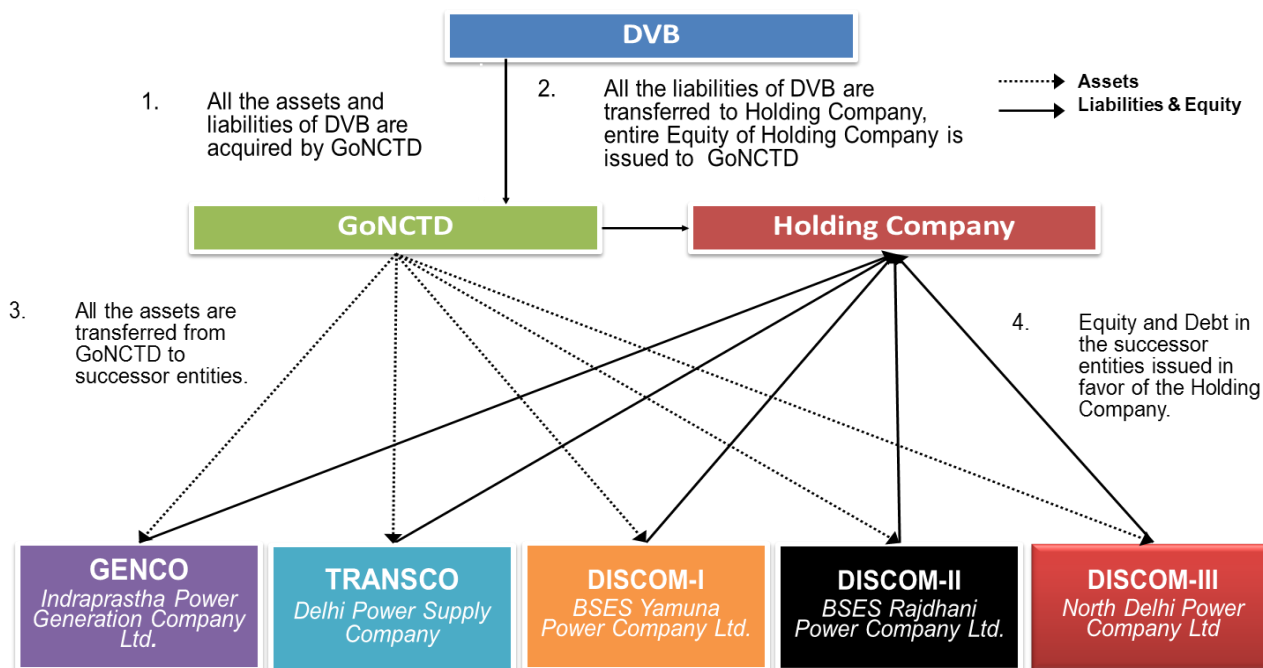 DVB
1. All the assets and
liabilities of DVB are
acquired by GoNCTD
2. All the liabilities of DVB are
transferred to Holding Company,
entire Equity of Holding Company is
issued to GoNCTD
Assets
Liabilities & Equity
GoNCTD
Holding Company
3. All the assets are
transferred from
GoNCTD to
successor entities.
4. Equity and Debt in
the successor
entities issued in
favor of the Holding
Company.
GENCO
Indraprastha Power
Generation Company
Ltd.
TRANSCO
Delhi Power Supply
Company
DISCOM-I
BSES Yamuna
Power Company Ltd.
DISCOM-II
BSES Rajdhani
Power Company Ltd.
DISCOM-III
North Delhi Power
Company Ltd